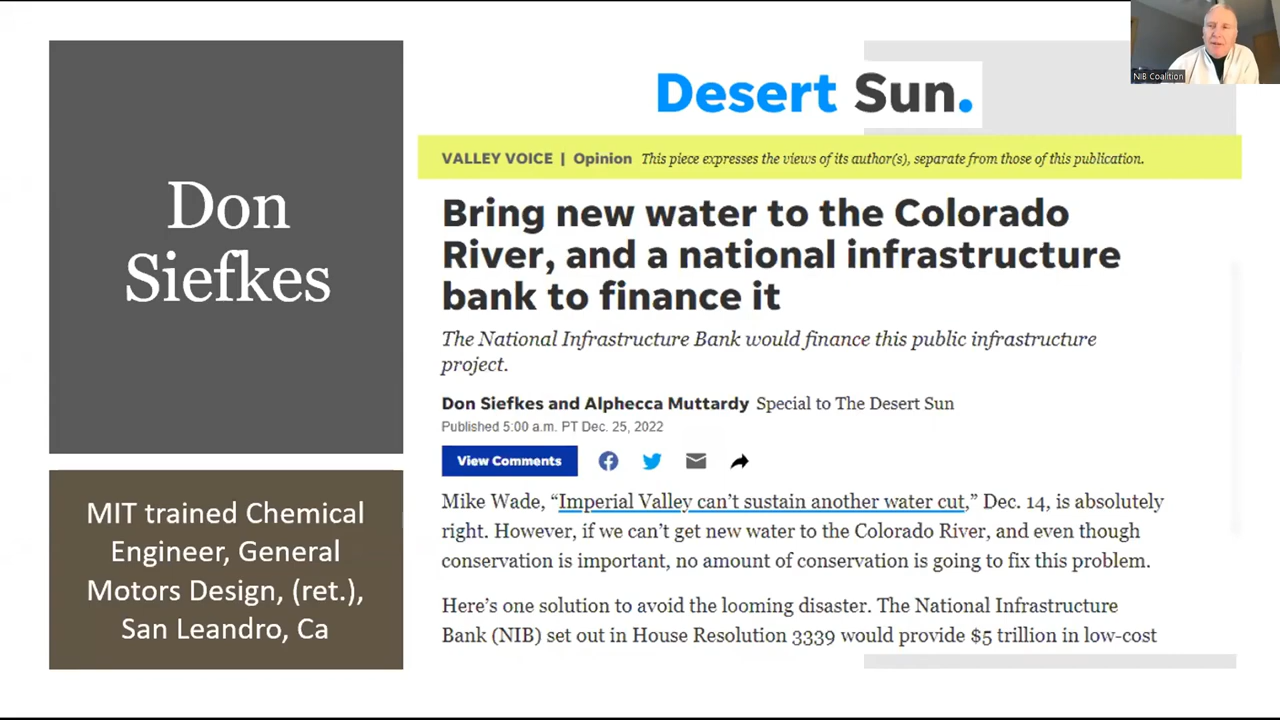 Don
Siefkes
MIT trained Chemical
Engineer, General
Motors Design, (ret.),
San Leandro, Ca
Desert Sun.
VALLEY VOICE | Opinion This piece expresses the views of its author(s), separate from those of this publication.
Bring new water to the Colorado
River, and a national infrastructure
bank to finance it
The National Infrastructure Bank would finance this public infrastructure
project.
Don Siefkes and Alphecca Muttardy Special to The Desert Sun
Published 5:00 a.m. PT Dec. 25, 2022
View Comments
Mike Wade, “Imperial Valley can’t sustain another water cut,” Dec. 14, is absolutely
right. However, if we can’t get new water to the Colorado River, and even though
conservation is important, no amount of conservation is going to fix this problem.
Here’s one solution to avoid the looming disaster. The National Infrastructure
Bank (NIB) set out in House Resolution 3339 would provide $5 trillion in low-cost
NIB Coalition